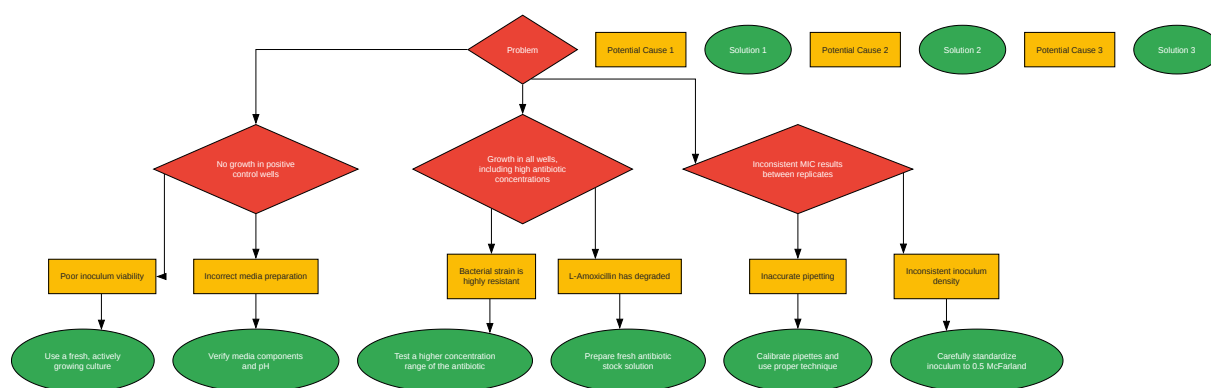 Problem
Potential Cause 1
Solution 1
Potential Cause 2
Solution 2
Potential Cause 3
Solution 3
No growth in positive
control wells
Growth in all wells,
including high antibiotic
concentrations
Inconsistent MIC results
between replicates
Poor inoculum viability
Incorrect media preparation
Bacterial strain is
highly resistant
L-Amoxicillin has degraded
Inaccurate pipetting
Inconsistent inoculum
density
Use a fresh, actively
growing culture
Verify media components
and pH
Test a higher concentration
range of the antibiotic
Prepare fresh antibiotic
stock solution
Calibrate pipettes and
use proper technique
Carefully standardize
inoculum to 0.5 McFarland